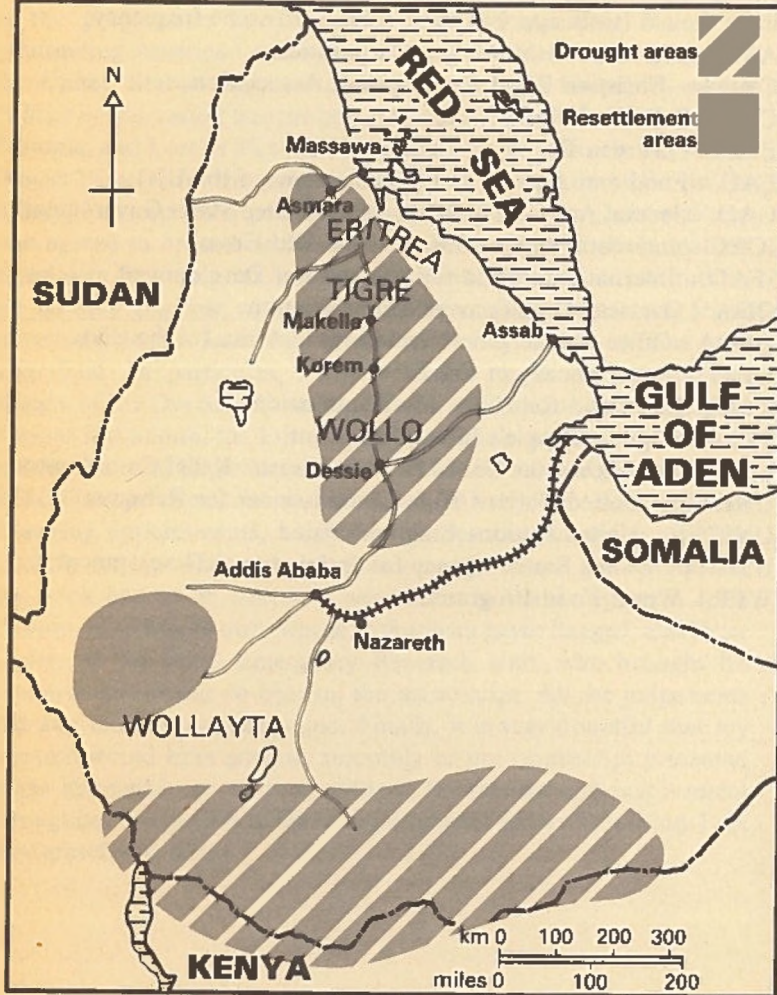 Drought areas
Resettlement
areas
N
RED
SEA
Massawa
Asmara
ERITREA
SUDAN
TIGRE
Makelle
Assab
Korem
GULF
OF
ADEN
WOLLO
Dessie
SOMALIA
Addis Ababa
Nazareth
WOLLAYTA
km 0 100 200 300
KENYA
miles 0 100 200